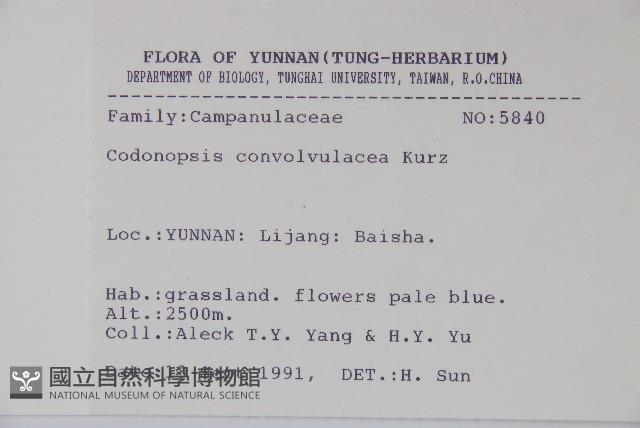 FLORA OF YUNNAN(TUNG-HERBARIUM)
DEPARTMENT OF BIOLOGY, TUNGHAI UNIVERSITY, TAIWAN, R.O.CHINA
Family:Campanulaceae NO:5840
Codonopsis convolvulacea Kurz
Loc.:YUNNAN: Lijang: Baisha.
Hab.:grassland. flowers pale blue.
Alt.:2500m.
Coll.:Aleck T.Y. Yang & H.Y. Yu
1991, DET.:H. Sun
國立自然科學博物館
NATIONAL MUSEUM OF NATURAL SCIENCE